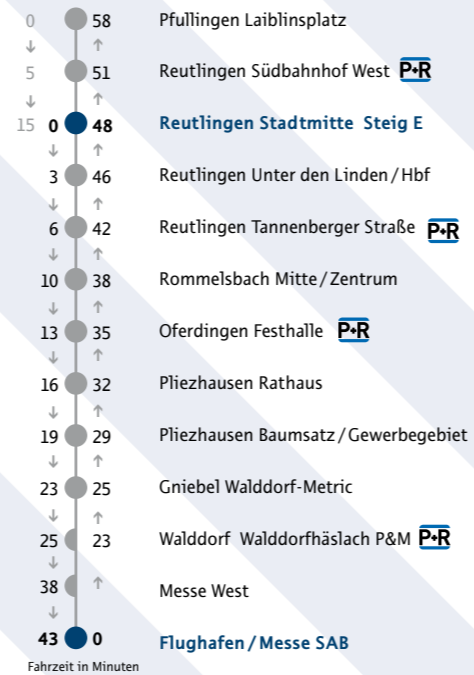 0 58 Pfullingen Laiblinsplatz
↓ ↑
5 51 Reutlingen Südbahnhof West P+R
↓ ↑
15 0 48 Reutlingen Stadtmitte Steig E
↓ ↑
3 46 Reutlingen Unter den Linden / Hbf
↓ ↑
6 42 Reutlingen Tannenberger Straße P+R
↓ ↑
10 38 Rommelsbach Mitte / Zentrum
↓ ↑
13 35 Oferdingen Festhalle P+R
↓ ↑
16 32 Pliezhausen Rathaus
↓ ↑
19 29 Pliezhausen Baumsatz / Gewerbegebiet
↓ ↑
23 25 Gniebel Walddorf-Metric
↓ ↑
25 23 Walddorf Walddorfhäslach P&M P+R
↓
38 ↑ Messe West
↓
43 0 Flughafen / Messe SAB
Fahrzeit in Minuten